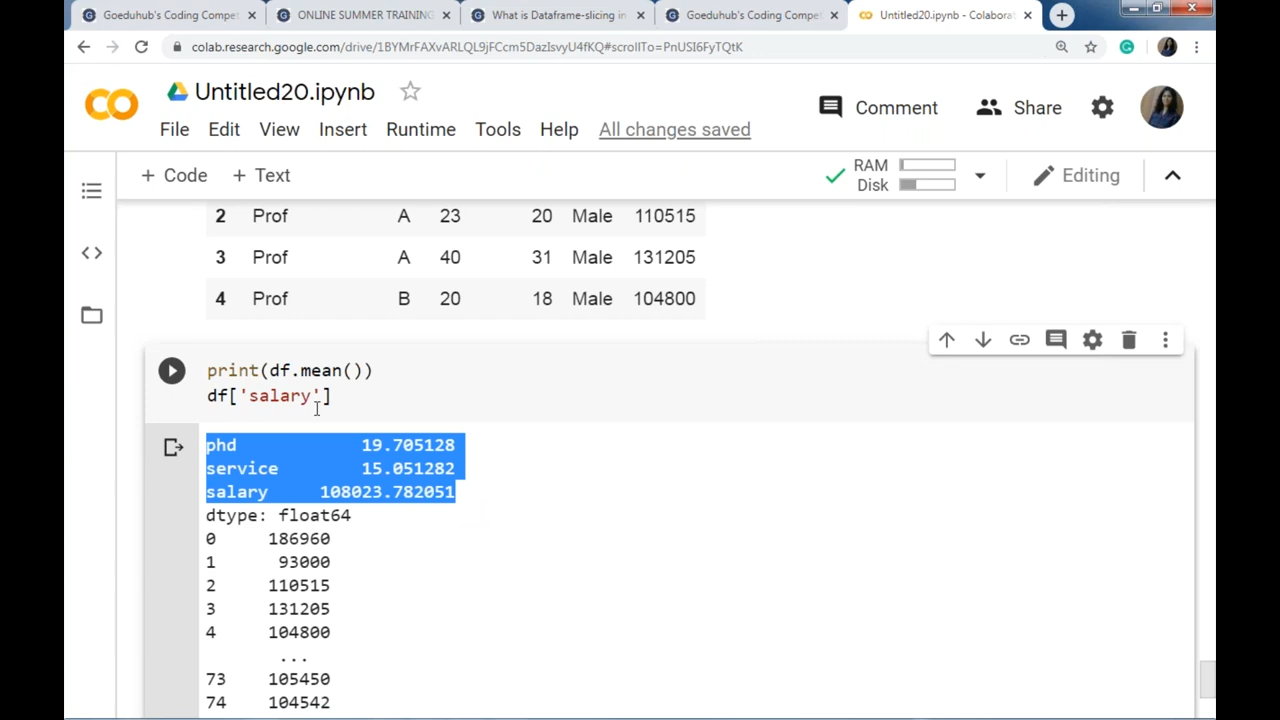 Goeduhub's Coding Compet
ONLINE SUMMER TRAINING
What is Dataframe-slicing in
Goeduhub's Coding Compet
Untitled20.ipynb - Colaborat
colab.research.google.com/drive/1BYMrFAXvARLQL9jFCcm5DazIsvyU4fKQ#scrollTo=PnUSI6FyTQtK
Untitled20.ipynb
Comment
Share
File Edit View Insert Runtime Tools Help All changes saved
+ Code + Text
RAM
Disk
Editing
2 Prof A 23 20 Male 110515
3 Prof A 40 31 Male 131205
4 Prof B 20 18 Male 104800
print(df.mean())
df['salary']
phd 19.705128
service 15.051282
salary 108023.782051
dtype: float64
0 186960
1 93000
2 110515
3 131205
4 104800
...
73 105450
74 104542